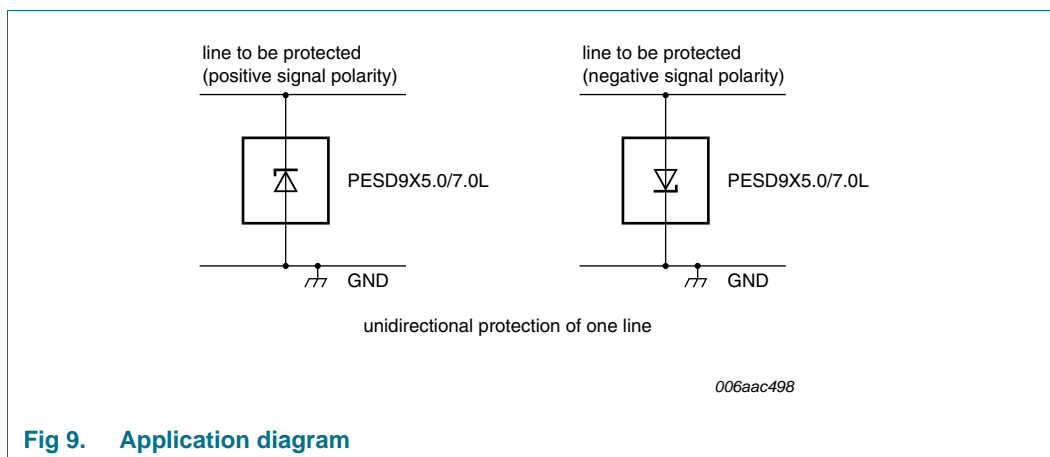 line to be protected
(positive signal polarity)
PESD9X5.0/7.0L
GND
line to be protected
(negative signal polarity)
PESD9X5.0/7.0L
GND
unidirectional protection of one line
006aac498
Fig 9. Application diagram